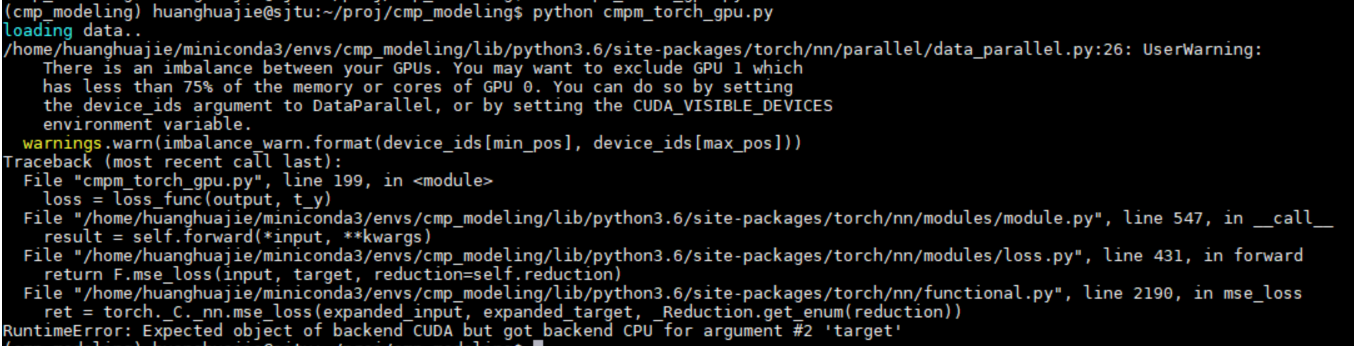 (cmp_modeling) huanghuajie@sjtu:~/proj/cmp_modeling$ python cmpm_torch_gpu.py
loading data..
/home/huanghuajie/miniconda3/envs/cmp_modeling/lib/python3.6/site-packages/torch/nn/parallel/data_parallel.py:26: UserWarning:
    There is an imbalance between your GPUs. You may want to exclude GPU 1 which
    has less than 75% of the memory or cores of GPU 0. You can do so by setting
    the device_ids argument to DataParallel, or by setting the CUDA_VISIBLE_DEVICES
    environment variable.
  warnings.warn(imbalance_warn.format(device_ids[min_pos], device_ids[max_pos]))
Traceback (most recent call last):
  File "cmpm_torch_gpu.py", line 199, in <module>
    loss = loss_func(output, t_y)
  File "/home/huanghuajie/miniconda3/envs/cmp_modeling/lib/python3.6/site-packages/torch/nn/modules/module.py", line 547, in __call__
    result = self.forward(*input, **kwargs)
  File "/home/huanghuajie/miniconda3/envs/cmp_modeling/lib/python3.6/site-packages/torch/nn/modules/loss.py", line 431, in forward
    return F.mse_loss(input, target, reduction=self.reduction)
  File "/home/huanghuajie/miniconda3/envs/cmp_modeling/lib/python3.6/site-packages/torch/nn/functional.py", line 2190, in mse_loss
    ret = torch._C._nn.mse_loss(expanded_input, expanded_target, _Reduction.get_enum(reduction))
RuntimeError: Expected object of backend CUDA but got backend CPU for argument #2 'target'